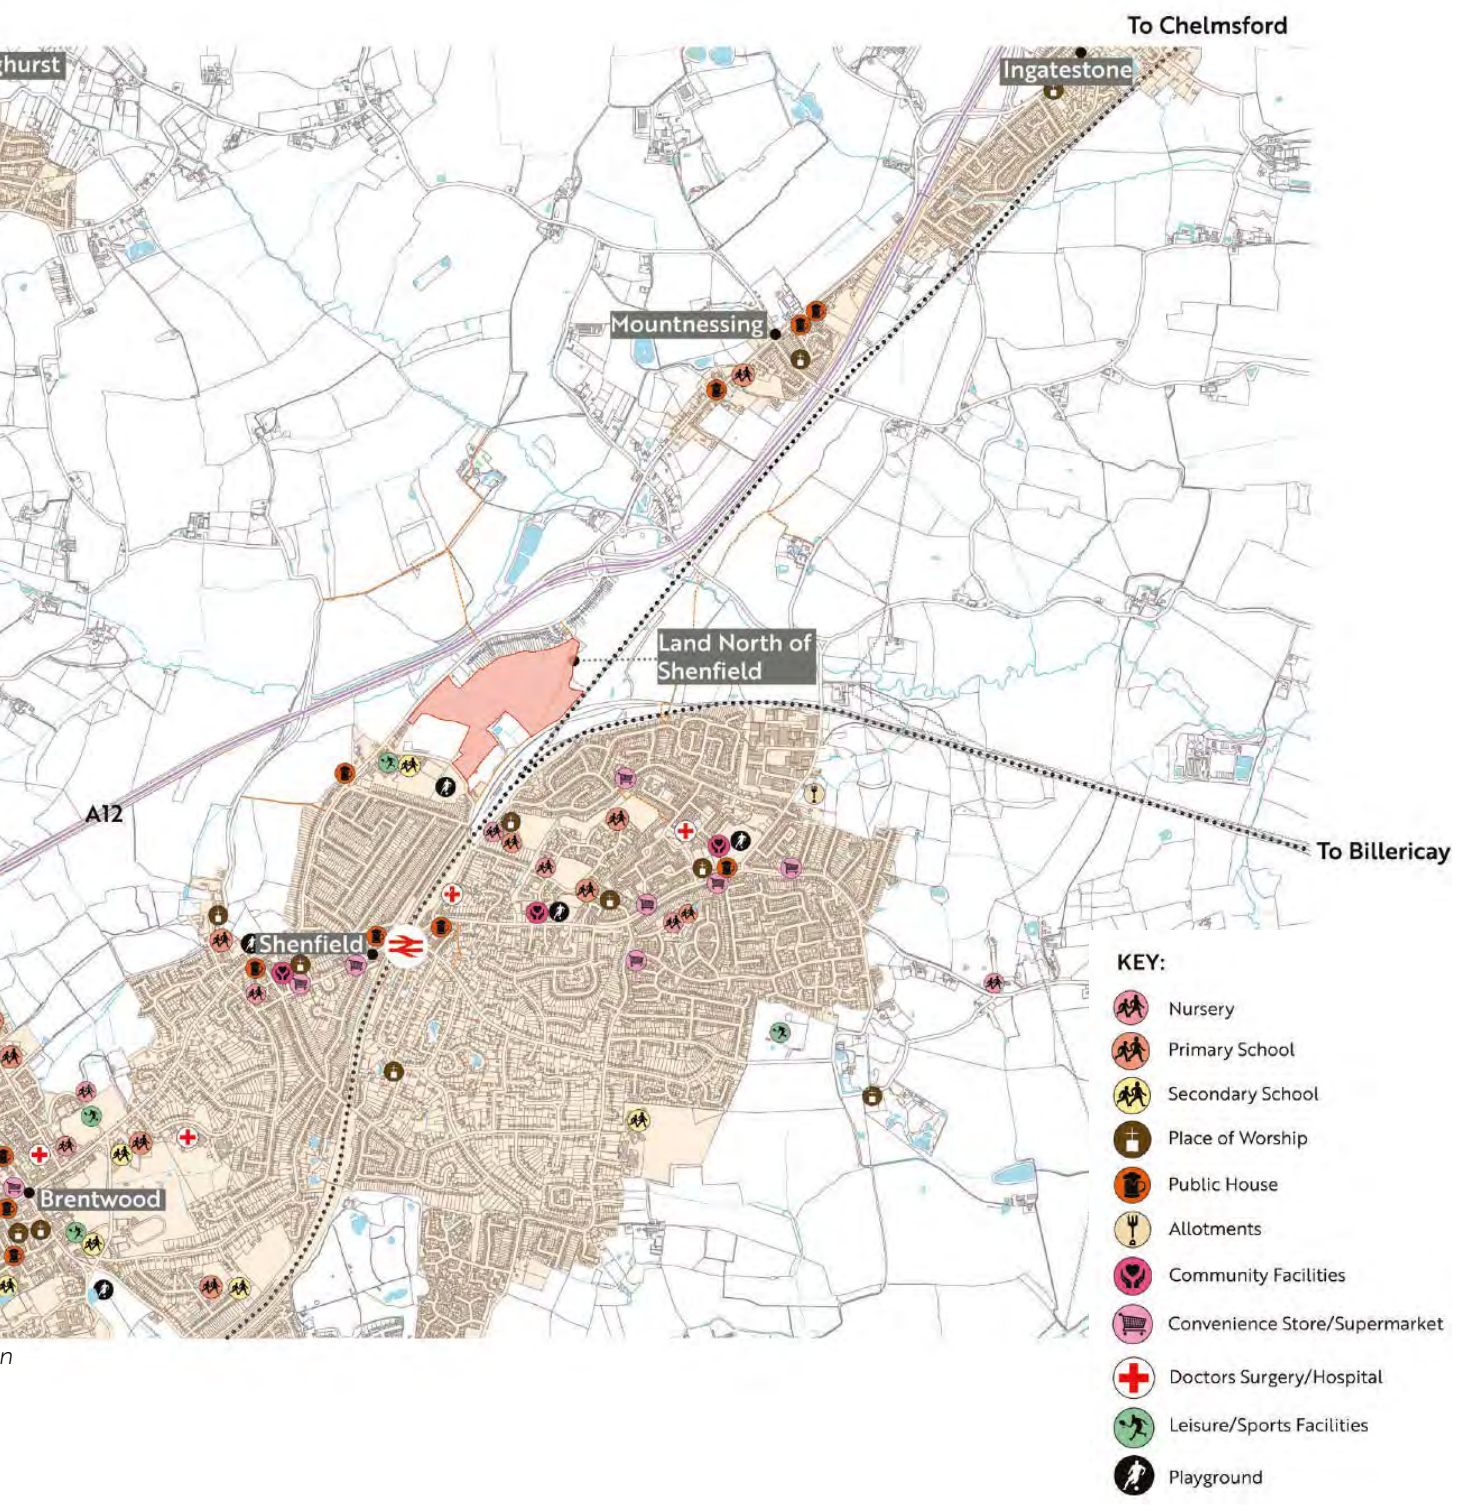 To Chelmsford
ghurst
Ingatestone
Mountnessing
Land North of
Shenfield
A12
To Billericay
Shenfield
Brentwood
KEY:
Nursery
Primary School
Secondary School
Place of Worship
Public House
Allotments
Community Facilities
Convenience Store/Supermarket
Doctors Surgery/Hospital
Leisure/Sports Facilities
Playground
n